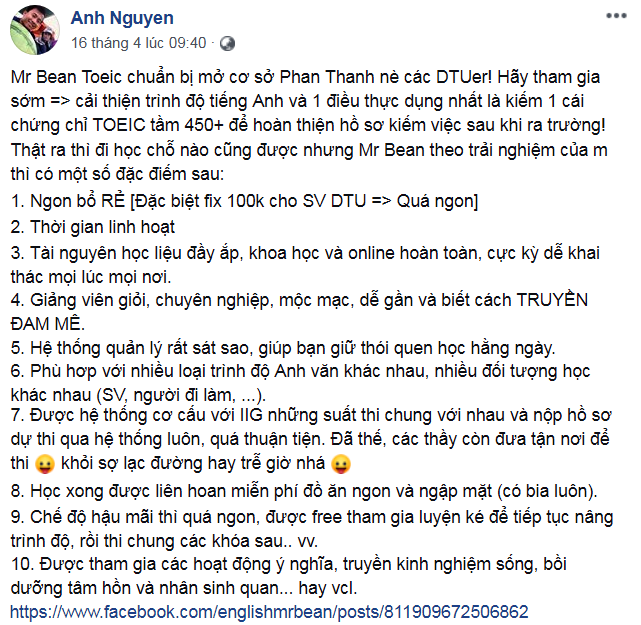 Anh Nguyen
16 tháng 4 lúc 09:40 ·
Mr Bean Toeic chuẩn bị mở cơ sở Phan Thanh nè các DTUer! Hãy tham gia
sớm => cải thiện trình độ tiếng Anh và 1 điều thực dụng nhất là kiếm 1 cái
chứng chỉ TOEIC tầm 450+ để hoàn thiện hồ sơ kiếm việc sau khi ra trường!
Thật ra thì đi học chỗ nào cũng được nhưng Mr Bean theo trải nghiệm của m
thì có một số đặc điểm sau:
1. Ngon bổ RẺ [Đặc biệt fix 100k cho SV DTU => Quá ngon]
2. Thời gian linh hoạt
3. Tài nguyên học liệu đầy ắp, khoa học và online hoàn toàn, cực kỳ dễ khai
thác mọi lúc mọi nơi.
4. Giảng viên giỏi, chuyên nghiệp, mộc mạc, dễ gần và biết cách TRUYỀN
ĐAM MÊ.
5. Hệ thống quản lý rất sát sao, giúp bạn giữ thói quen học hằng ngày.
6. Phù hơp với nhiều loại trình độ Anh văn khác nhau, nhiều đối tượng học
khác nhau (SV, người đi làm, ...).
7. Được hệ thống cơ cấu với IIG những suất thi chung với nhau và nộp hồ sơ
dự thi qua hệ thống luôn, quá thuận tiện. Đã thế, các thầy còn đưa tận nơi để
thi 😛 khỏi sợ lạc đường hay trễ giờ nhá 😛
8. Học xong được liên hoan miễn phí đồ ăn ngon và ngập mặt (có bia luôn).
9. Chế độ hậu mãi thì quá ngon, được free tham gia luyện ké để tiếp tục nâng
trình độ, rồi thi chung các khóa sau.. vv.
10. Được tham gia các hoạt động ý nghĩa, truyền kinh nghiệm sống, bồi
dưỡng tâm hồn và nhân sinh quan... hay vcl.
https://www.facebook.com/englishmrbean/posts/811909672506862